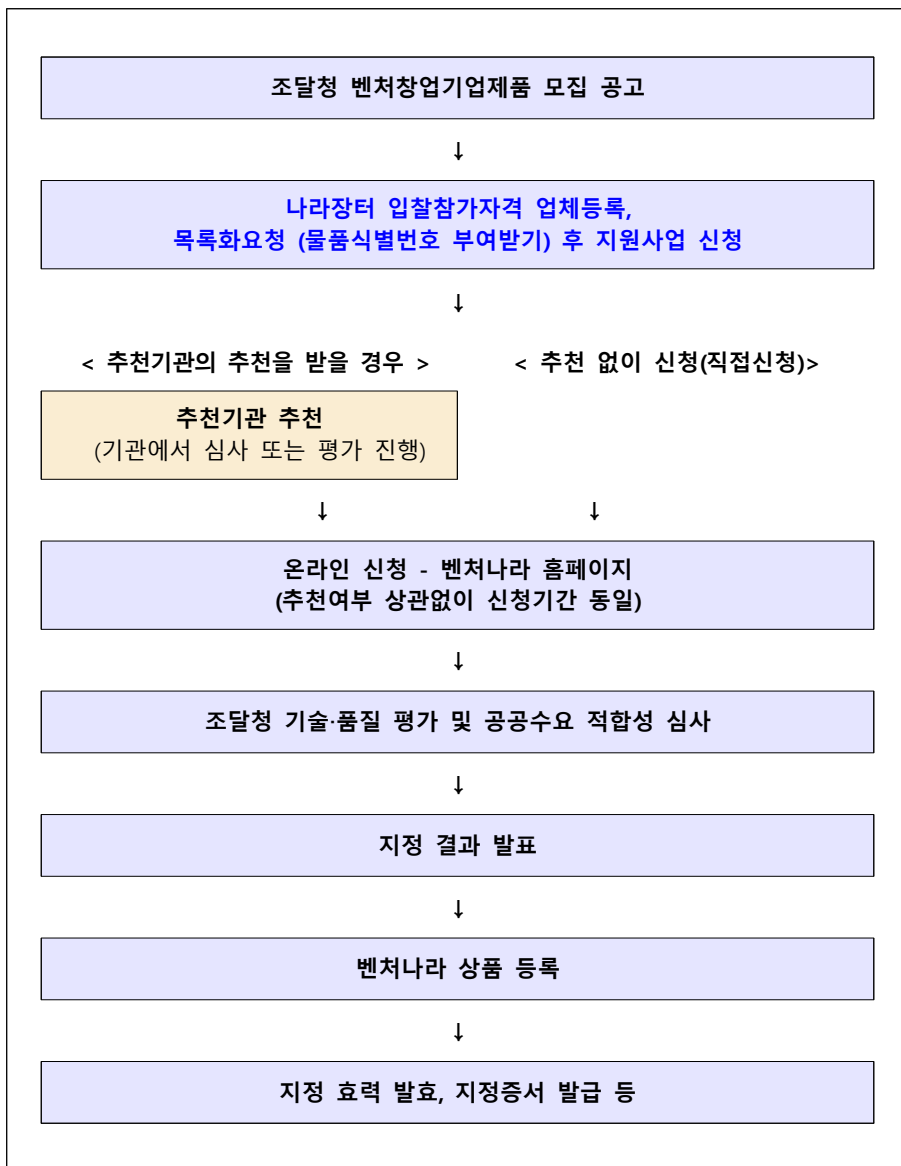 조달청 벤처창업기업제품 모집 공고
↓
나라장터 입찰참가자격 업체등록,
목록화요청 (물품식별번호 부여받기) 후 지원사업 신청
↓
< 추천기관의 추천을 받을 경우 > < 추천 없이 신청(직접신청)>
추천기관 추천
(기관에서 심사 또는 평가 진행)
↓ ↓
온라인 신청 - 벤처나라 홈페이지
(추천여부 상관없이 신청기간 동일)
↓
조달청 기술·품질 평가 및 공공수요 적합성 심사
↓
지정 결과 발표
↓
벤처나라 상품 등록
↓
지정 효력 발효, 지정증서 발급 등